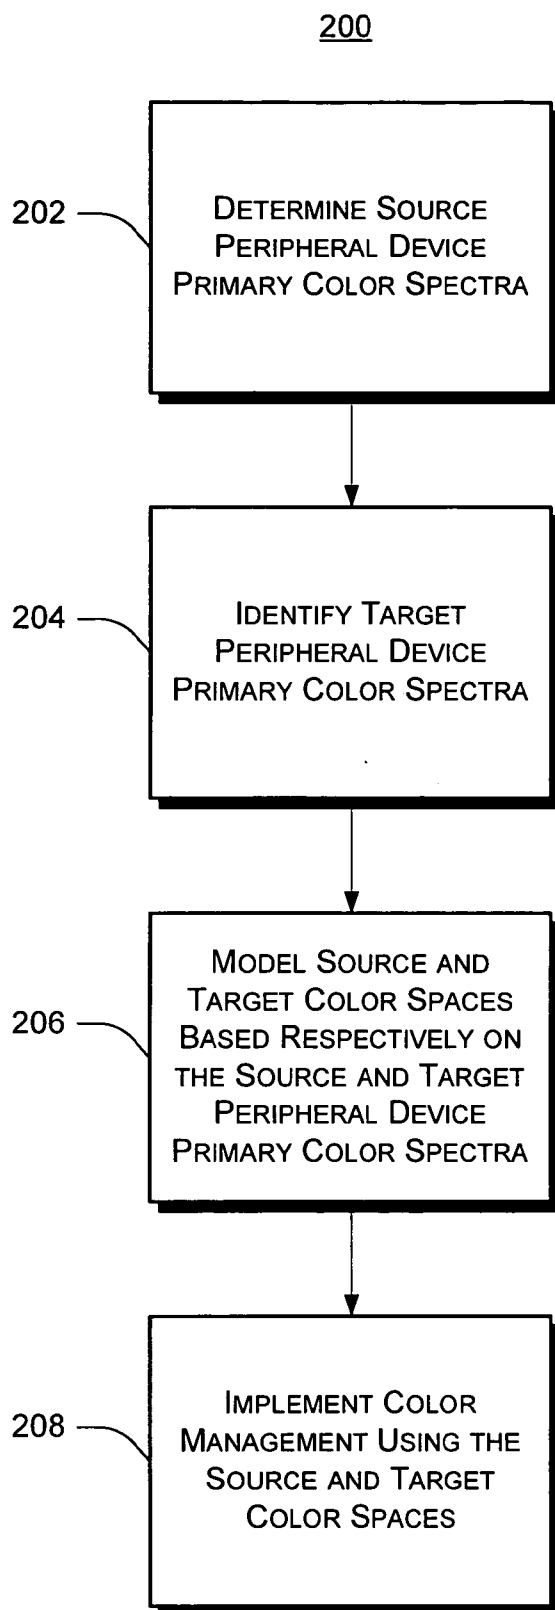 200
202
DETERMINE SOURCE
PERIPHERAL DEVICE
PRIMARY COLOR SPECTRA
204
IDENTIFY TARGET
PERIPHERAL DEVICE
PRIMARY COLOR SPECTRA
206
MODEL SOURCE AND
TARGET COLOR SPACES
BASED RESPECTIVELY ON
THE SOURCE AND TARGET
PERIPHERAL DEVICE
PRIMARY COLOR SPECTRA
208
IMPLEMENT COLOR
MANAGEMENT USING THE
SOURCE AND TARGET
COLOR SPACES